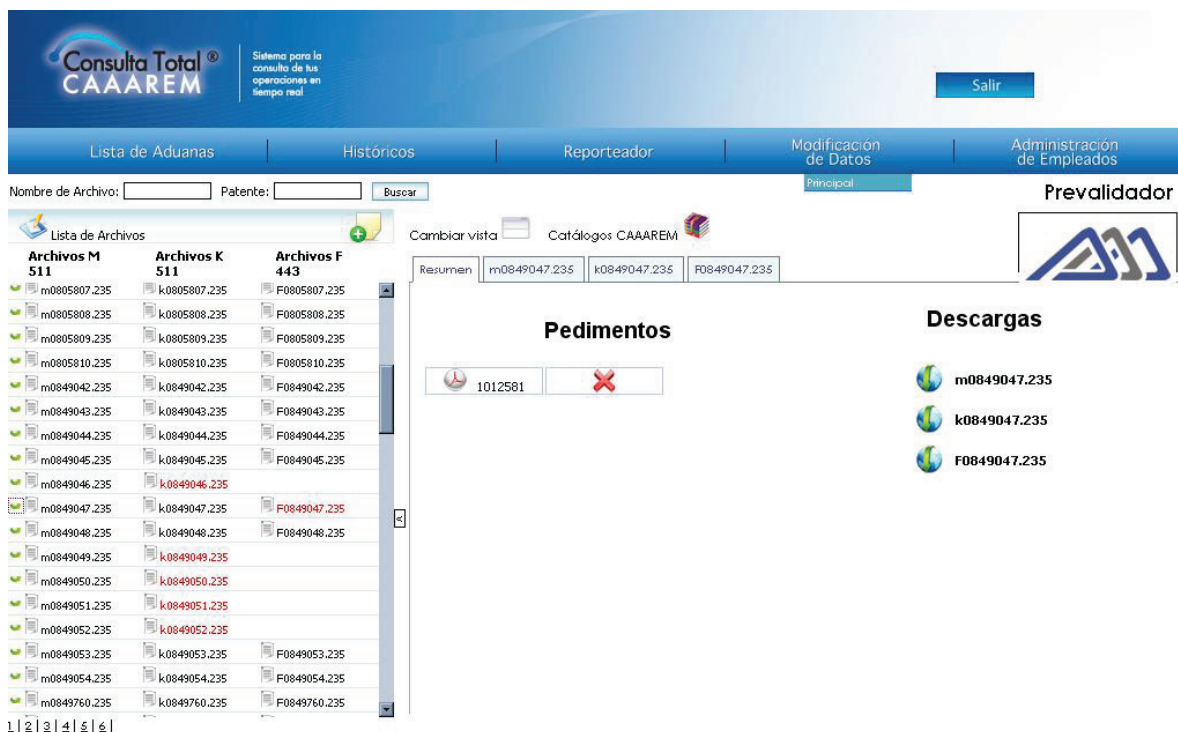 Consulta Total ®
CAAAREM
Sistema para la
consulta de tus
operaciones en
tiempo real
Salir
Lista de Aduanas
Históricos
Reporteador
Modificación
de Datos
Administración
de Empleados
Principal
Nombre de Archivo:
Patente:
Buscar
Prevalidador
Lista de Archivos
Cambiar vista
Catálogos CAAAREM
Archivos M
511
Archivos K
511
Archivos F
443
Resumen
m0849047.235
k0849047.235
F0849047.235
m0805807.235 k0805807.235 F0805807.235
m0805808.235 k0805808.235 F0805808.235
m0805809.235 k0805809.235 F0805809.235
m0805810.235 k0805810.235 F0805810.235
m0849042.235 k0849042.235 F0849042.235
m0849043.235 k0849043.235 F0849043.235
m0849044.235 k0849044.235 F0849044.235
m0849045.235 k0849045.235 F0849045.235
m0849046.235 k0849046.235
m0849047.235 k0849047.235 F0849047.235
m0849048.235 k0849048.235 F0849048.235
m0849049.235 k0849049.235
m0849050.235 k0849050.235
m0849051.235 k0849051.235
m0849052.235 k0849052.235
m0849053.235 k0849053.235 F0849053.235
m0849054.235 k0849054.235 F0849054.235
m0849760.235 k0849760.235 F0849760.235
1 | 2 | 3 | 4 | 5 | 6 |
<
Pedimentos
1012581
Descargas
m0849047.235
k0849047.235
F0849047.235